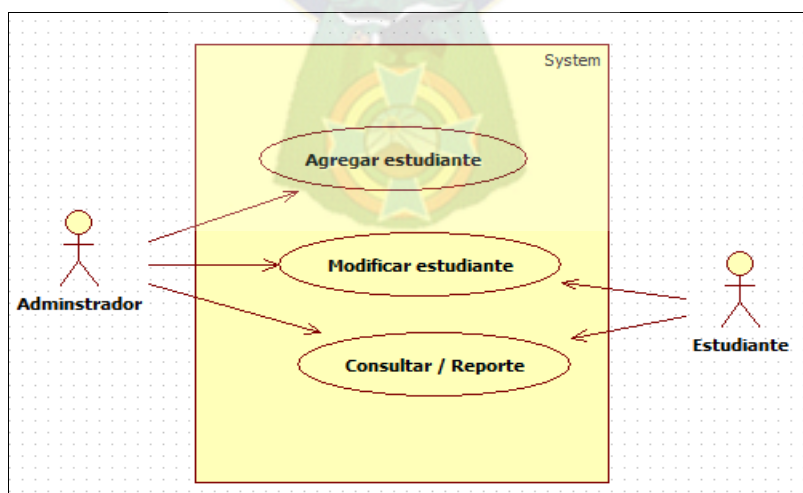 System
Agregar estudiante
Modificar estudiante
Adminstrador
Estudiante
Consultar / Reporte